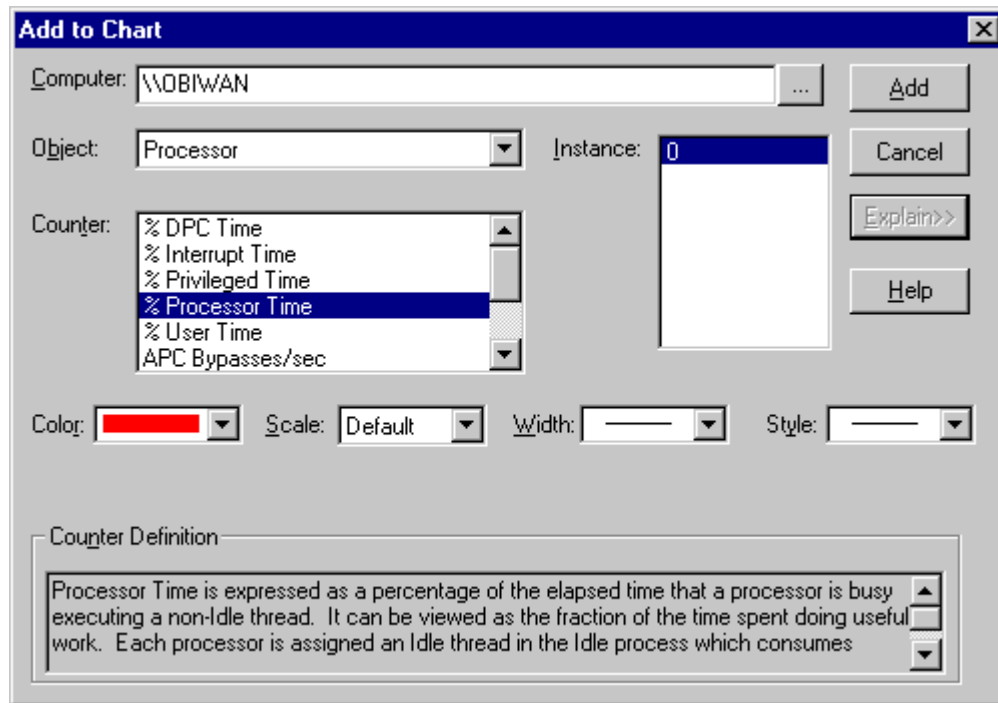 Add to Chart
Computer: \\OBIWAN ... Add
Object: Processor Instance: 0 Cancel
Counter: % DPC Time Explain>>
% Interrupt Time
% Privileged Time Help
% Processor Time
% User Time
APC Bypasses/sec
Color: Scale: Default Width: Style:
Counter Definition
Processor Time is expressed as a percentage of the elapsed time that a processor is busy
executing a non-Idle thread. It can be viewed as the fraction of the time spent doing useful
work. Each processor is assigned an Idle thread in the Idle process which consumes